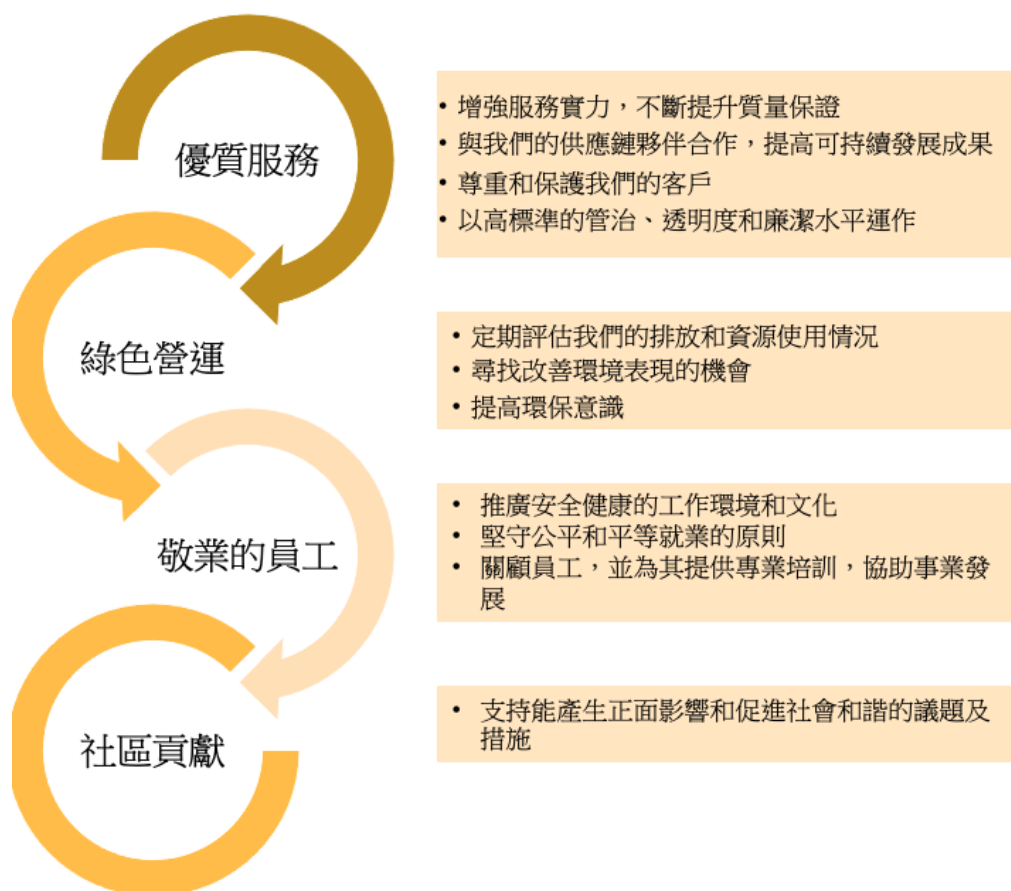 優質服務
• 增強服務實力，不斷提升質量保證
• 與我們的供應鏈夥伴合作，提高可持續發展成果
• 尊重和保護我們的客戶
• 以高標準的管治、透明度和廉潔水平運作
綠色營運
• 定期評估我們的排放和資源使用情況
• 尋找改善環境表現的機會
• 提高環保意識
敬業的員工
• 推廣安全健康的工作環境和文化
• 堅守公平和平等就業的原則
• 關顧員工，並為其提供專業培訓，協助事業發
展
社區貢獻
• 支持能產生正面影響和促進社會和諧的議題及
措施